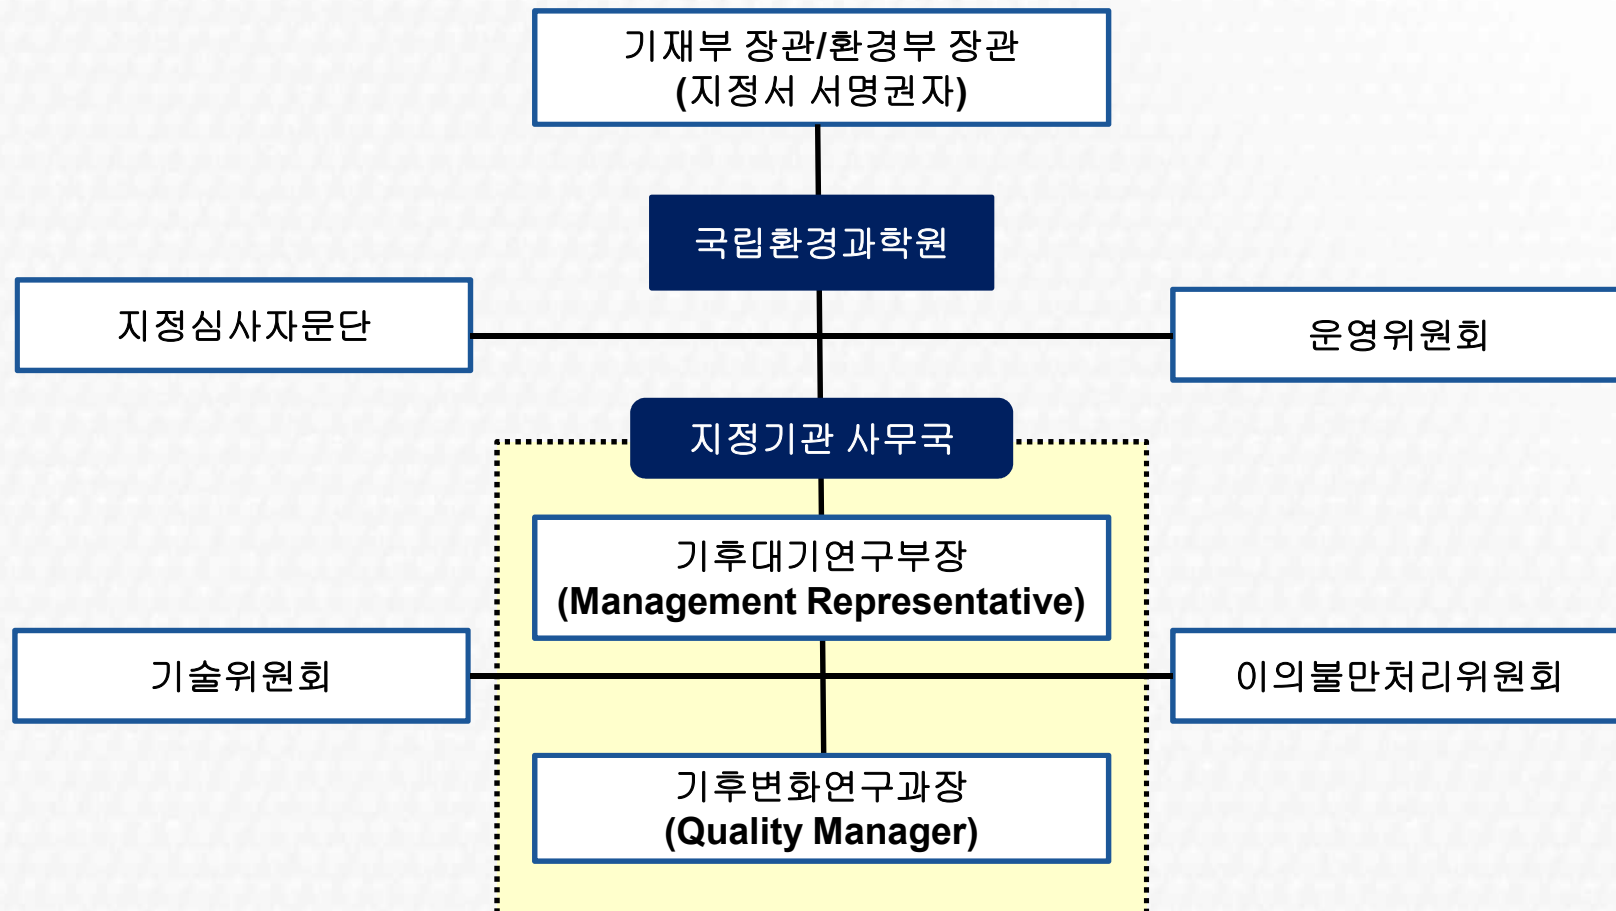 기재부 장관/환경부 장관
(지정서 서명권자)
국립환경과학원
지정심사자문단
운영위원회
지정기관 사무국
기후대기연구부장
(Management Representative)
기술위원회
이의불만처리위원회
기후변화연구과장
(Quality Manager)